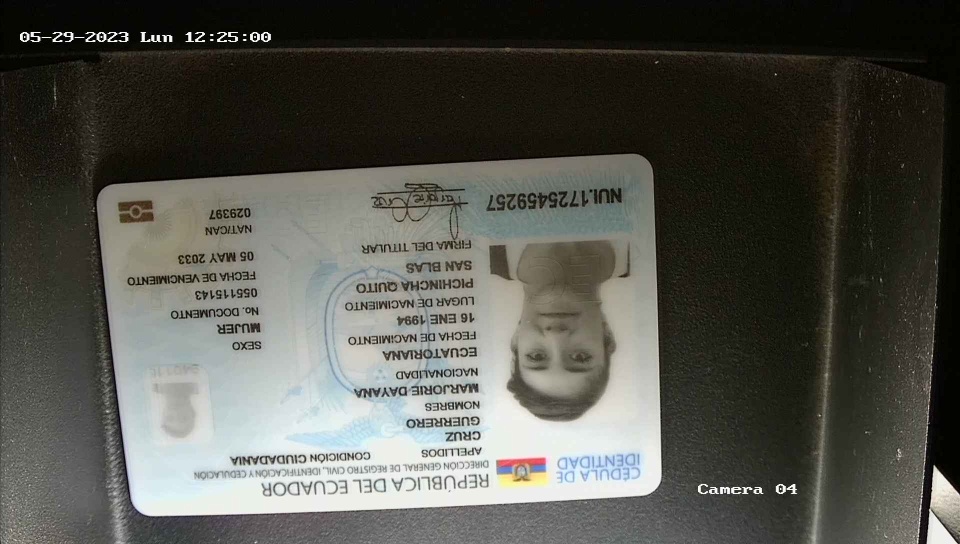 05-29-2023 Lun 12:25:00
CÉDULA DE
IDENTIDAD
REPÚBLICA DEL ECUADOR
DIRECCIÓN GENERAL DE REGISTRO CIVIL, IDENTIFICACIÓN Y CEDULACIÓN
APELLIDOS
CRUZ
GUERRERO
NOMBRES
MARJORIE DAYANA
NACIONALIDAD
ECUATORIANA
FECHA DE NACIMIENTO
16 ENE 1994
LUGAR DE NACIMIENTO
PICHINCHA QUITO
SAN BLAS
FIRMA DEL TITULAR
CONDICIÓN CIUDADANIA
SEXO
MUJER
No. DOCUMENTO
055115143
FECHA DE VENCIMIENTO
05 MAY 2033
NAT/CAN
029397
NUI.1725459257
Camera 04